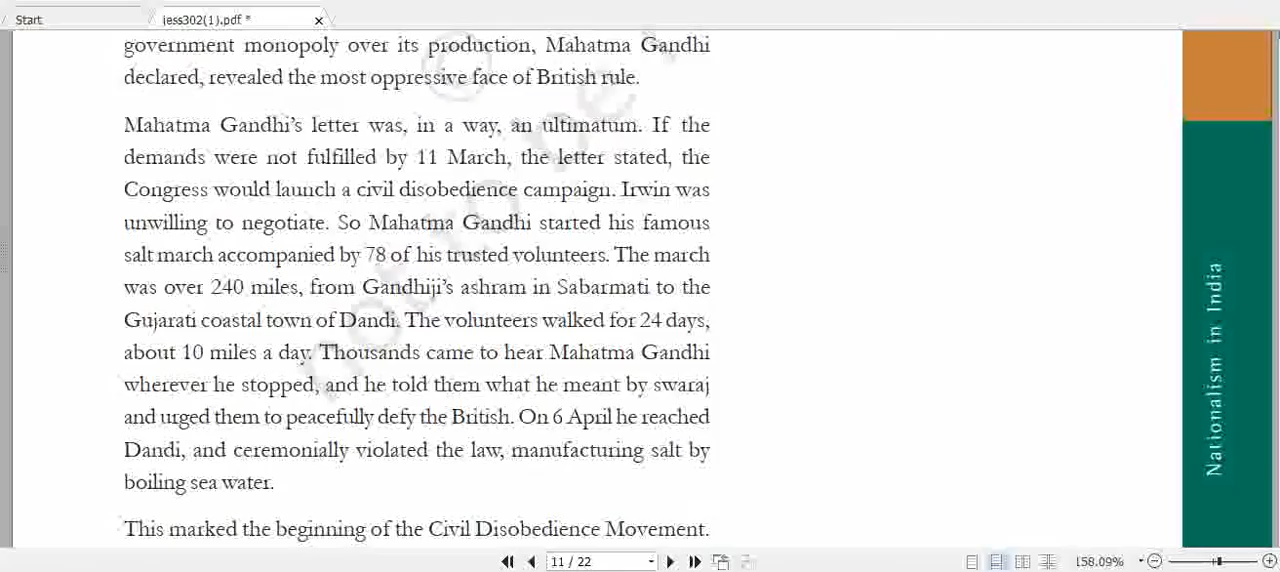 Start
jess302(1).pdf *
government monopoly over its production, Mahatma Gandhi
declared, revealed the most oppressive face of British rule.
Mahatma Gandhi's letter was, in a way, an ultimatum. If the
demands were not fulfilled by 11 March, the letter stated, the
Congress would launch a civil disobedience campaign. Irwin was
unwilling to negotiate. So Mahatma Gandhi started his famous
salt march accompanied by 78 of his trusted volunteers. The march
was over 240 miles, from Gandhiji's ashram in Sabarmati to the
Gujarati coastal town of Dandi. The volunteers walked for 24 days,
about 10 miles a day. Thousands came to hear Mahatma Gandhi
wherever he stopped, and he told them what he meant by swaraj
and urged them to peacefully defy the British. On 6 April he reached
Dandi, and ceremonially violated the law, manufacturing salt by
boiling sea water.
This marked the beginning of the Civil Disobedience Movement.
not to be r
©
Nationalism in India
11 / 22
158.09%